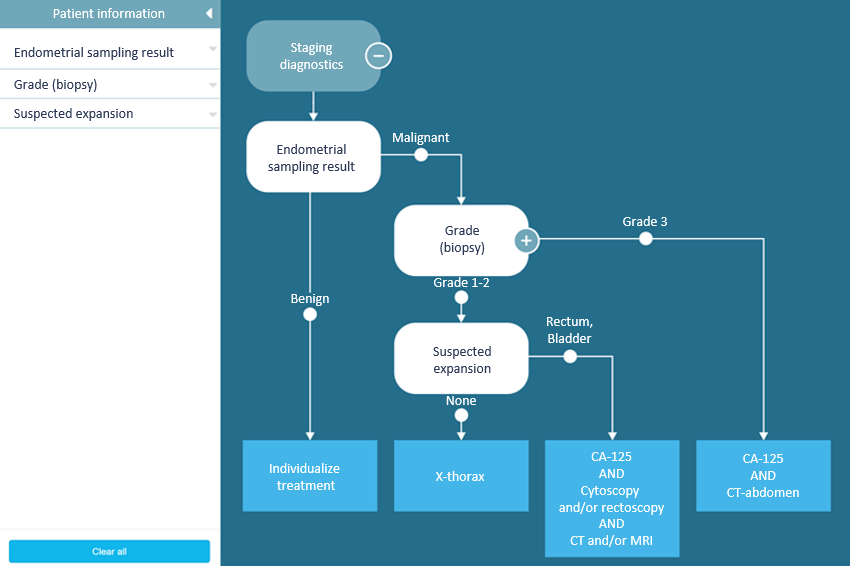 Patient information
Endometrial sampling result
Grade (biopsy)
Suspected expansion
Clear all
Staging
diagnostics
Endometrial
sampling result
Malignant
Grade
(biopsy)
Grade 3
Grade 1-2
Benign
Suspected
expansion
Rectum,
Bladder
None
Individualize
treatment
X-thorax
CA-125
AND
Cytoscopy
and/or rectoscopy
AND
CT and/or MRI
CA-125
AND
CT-abdomen